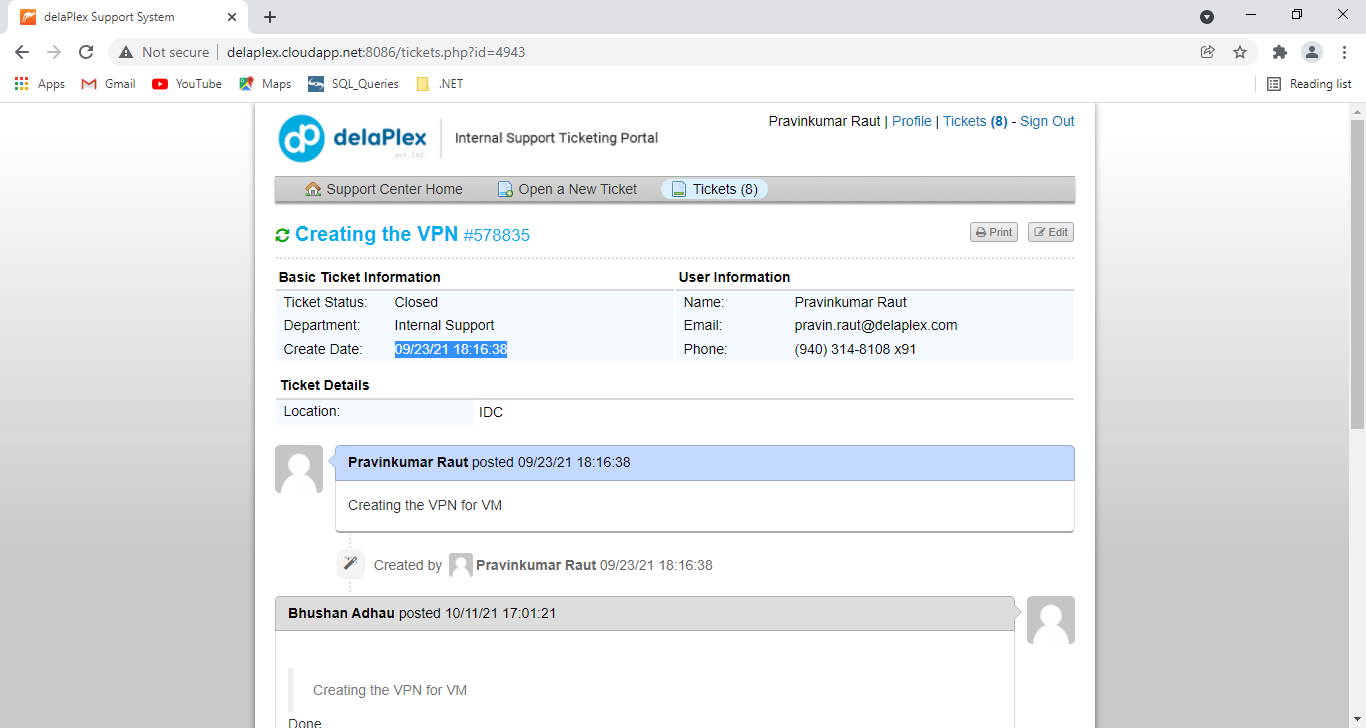 delaPlex Support System
Not secure
delaplex.cloudapp.net:8086/tickets.php?id=4943
Apps Gmail YouTube Maps SQL_Queries .NET Reading list
dp delaPlex
pvt. ltd.
Internal Support Ticketing Portal
Pravinkumar Raut | Profile | Tickets (8) - Sign Out
Support Center Home Open a New Ticket Tickets (8)
Creating the VPN #578835
Print Edit
Basic Ticket Information
Ticket Status: Closed
Department: Internal Support
Create Date: 09/23/21 18:16:38
User Information
Name: Pravinkumar Raut
Email: pravin.raut@delaplex.com
Phone: (940) 314-8108 x91
Ticket Details
Location: IDC
Pravinkumar Raut posted 09/23/21 18:16:38
Creating the VPN for VM
Created by Pravinkumar Raut 09/23/21 18:16:38
Bhushan Adhau posted 10/11/21 17:01:21
Creating the VPN for VM
Done